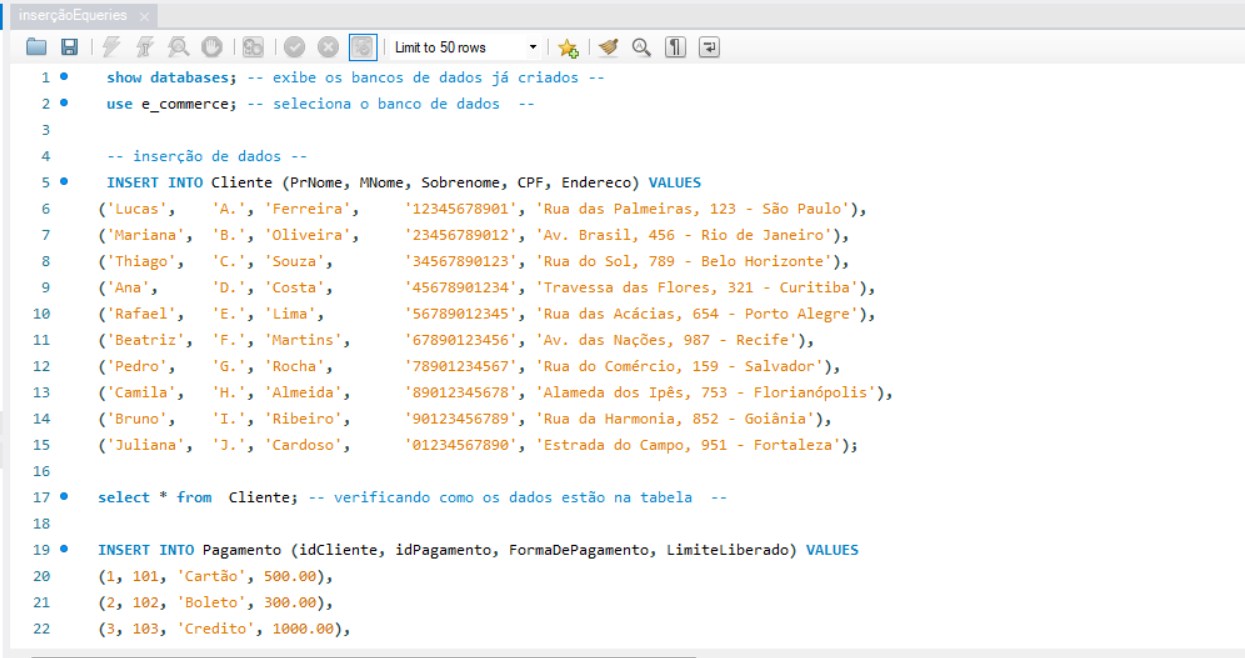 inserçãoEqueries
Limit to 50 rows
1 show databases; -- exibe os bancos de dados já criados --
2 use e_commerce; -- seleciona o banco de dados --
3
4 -- inserção de dados --
5 INSERT INTO Cliente (PrNome, MNome, Sobrenome, CPF, Endereco) VALUES
6 ('Lucas', 'A.', 'Ferreira', '12345678901', 'Rua das Palmeiras, 123 - São Paulo'),
7 ('Mariana', 'B.', 'Oliveira', '23456789012', 'Av. Brasil, 456 - Rio de Janeiro'),
8 ('Thiago', 'C.', 'Souza', '34567890123', 'Rua do Sol, 789 - Belo Horizonte'),
9 ('Ana', 'D.', 'Costa', '45678901234', 'Travessa das Flores, 321 - Curitiba'),
10 ('Rafael', 'E.', 'Lima', '56789012345', 'Rua das Acácias, 654 - Porto Alegre'),
11 ('Beatriz', 'F.', 'Martins', '67890123456', 'Av. das Nações, 987 - Recife'),
12 ('Pedro', 'G.', 'Rocha', '78901234567', 'Rua do Comércio, 159 - Salvador'),
13 ('Camila', 'H.', 'Almeida', '89012345678', 'Alameda dos Ipês, 753 - Florianópolis'),
14 ('Bruno', 'I.', 'Ribeiro', '90123456789', 'Rua da Harmonia, 852 - Goiânia'),
15 ('Juliana', 'J.', 'Cardoso', '01234567890', 'Estrada do Campo, 951 - Fortaleza');
16
17 select * from Cliente; -- verificando como os dados estão na tabela --
18
19 INSERT INTO Pagamento (idCliente, idPagamento, FormaDePagamento, LimiteLiberado) VALUES
20 (1, 101, 'Cartão', 500.00),
21 (2, 102, 'Boleto', 300.00),
22 (3, 103, 'Credito', 1000.00),